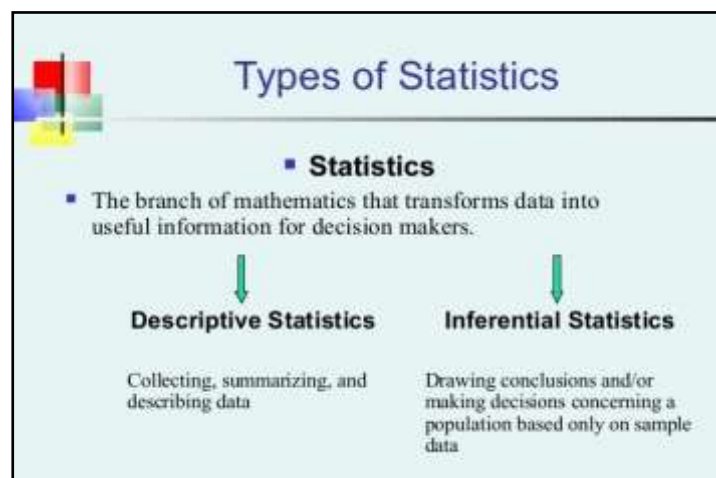 Types of Statistics
▪ Statistics
▪ The branch of mathematics that transforms data into
useful information for decision makers.
Descriptive Statistics
Collecting, summarizing, and
describing data
Inferential Statistics
Drawing conclusions and/or
making decisions concerning a
population based only on sample
data